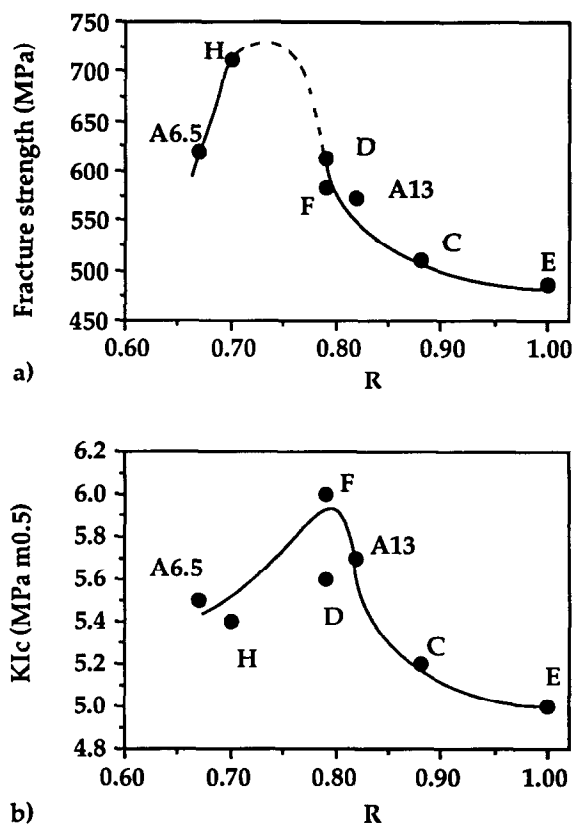 750
700
650
600
550
500
450
Fracture strength (MPa)
H
A6.5
D
F
A13
C
E
0.60 0.70 0.80 0.90 1.00
R
a)
6.2
6.0
5.8
5.6
5.4
5.2
5.0
4.8
KIc (MPa m0.5)
F
A6.5
A13
D
H
C
E
0.60 0.70 0.80 0.90 1.00
R
b)